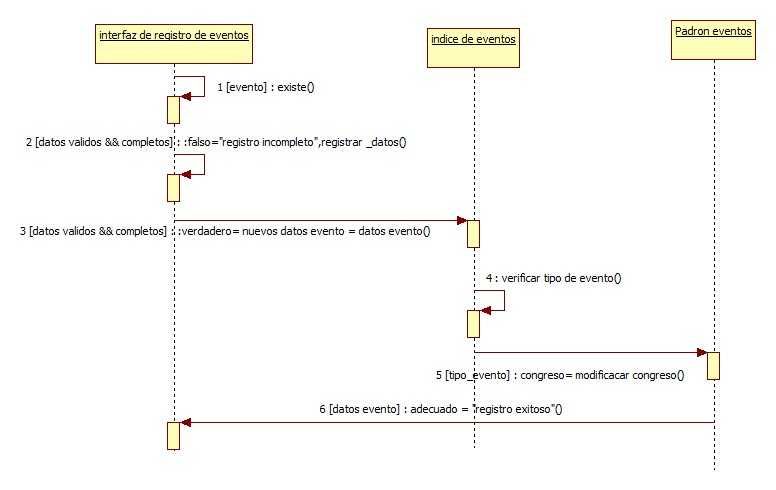 interfaz de registro de eventos
indice de eventos
Padron eventos
1 [evento] : existe()
2 [datos validos && completos] : :falso="registro incompleto",registrar _datos()
3 [datos validos && completos] : :verdadero= nuevos datos evento = datos evento()
4 : verificar tipo de evento()
5 [tipo_evento] : congreso= modificacar congreso()
6 [datos evento] : adecuado = "registro exitoso"()